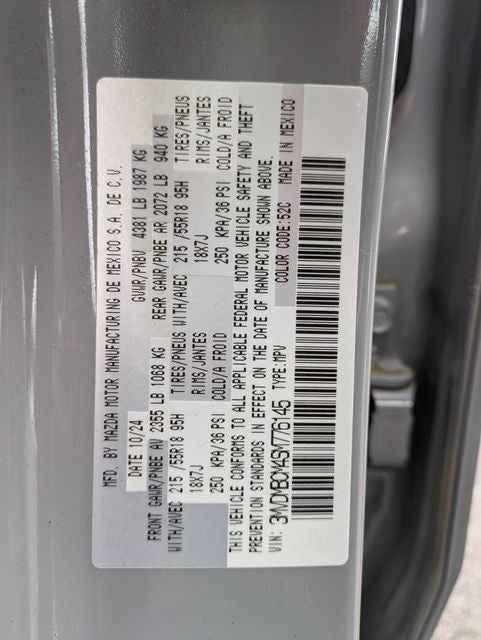 MFD. BY MAZDA MOTOR MANUFACTURING DE MEXICO S.A. DE C.V.
DATE 10/24 GVWR/PNBV 4381 LB 1987 KG
FRONT GAWR/PNBE AV 2355 LB 1068 KG REAR GAWR/PNBE AR 2072 LB 940 KG
WITH/AVEC 215 /55R18 95H TIRES/PNEUS WITH/AVEC 215 /55R18 95H TIRES/PNEUS
18X7J RIMS/JANTES 18X7J RIMS/JANTES
250 KPA/36 PSI COLD/A FROID 250 KPA/36 PSI COLD/A FROID
THIS VEHICLE CONFORMS TO ALL APPLICABLE FEDERAL MOTOR VEHICLE SAFETY AND THEFT
PREVENTION STANDARDS IN EFFECT ON THE DATE OF MANUFACTURE SHOWN ABOVE.
VIN: 3MVDMBCM4SM776145 TYPE:MPV COLOR CODE:52C MADE IN MEXICO